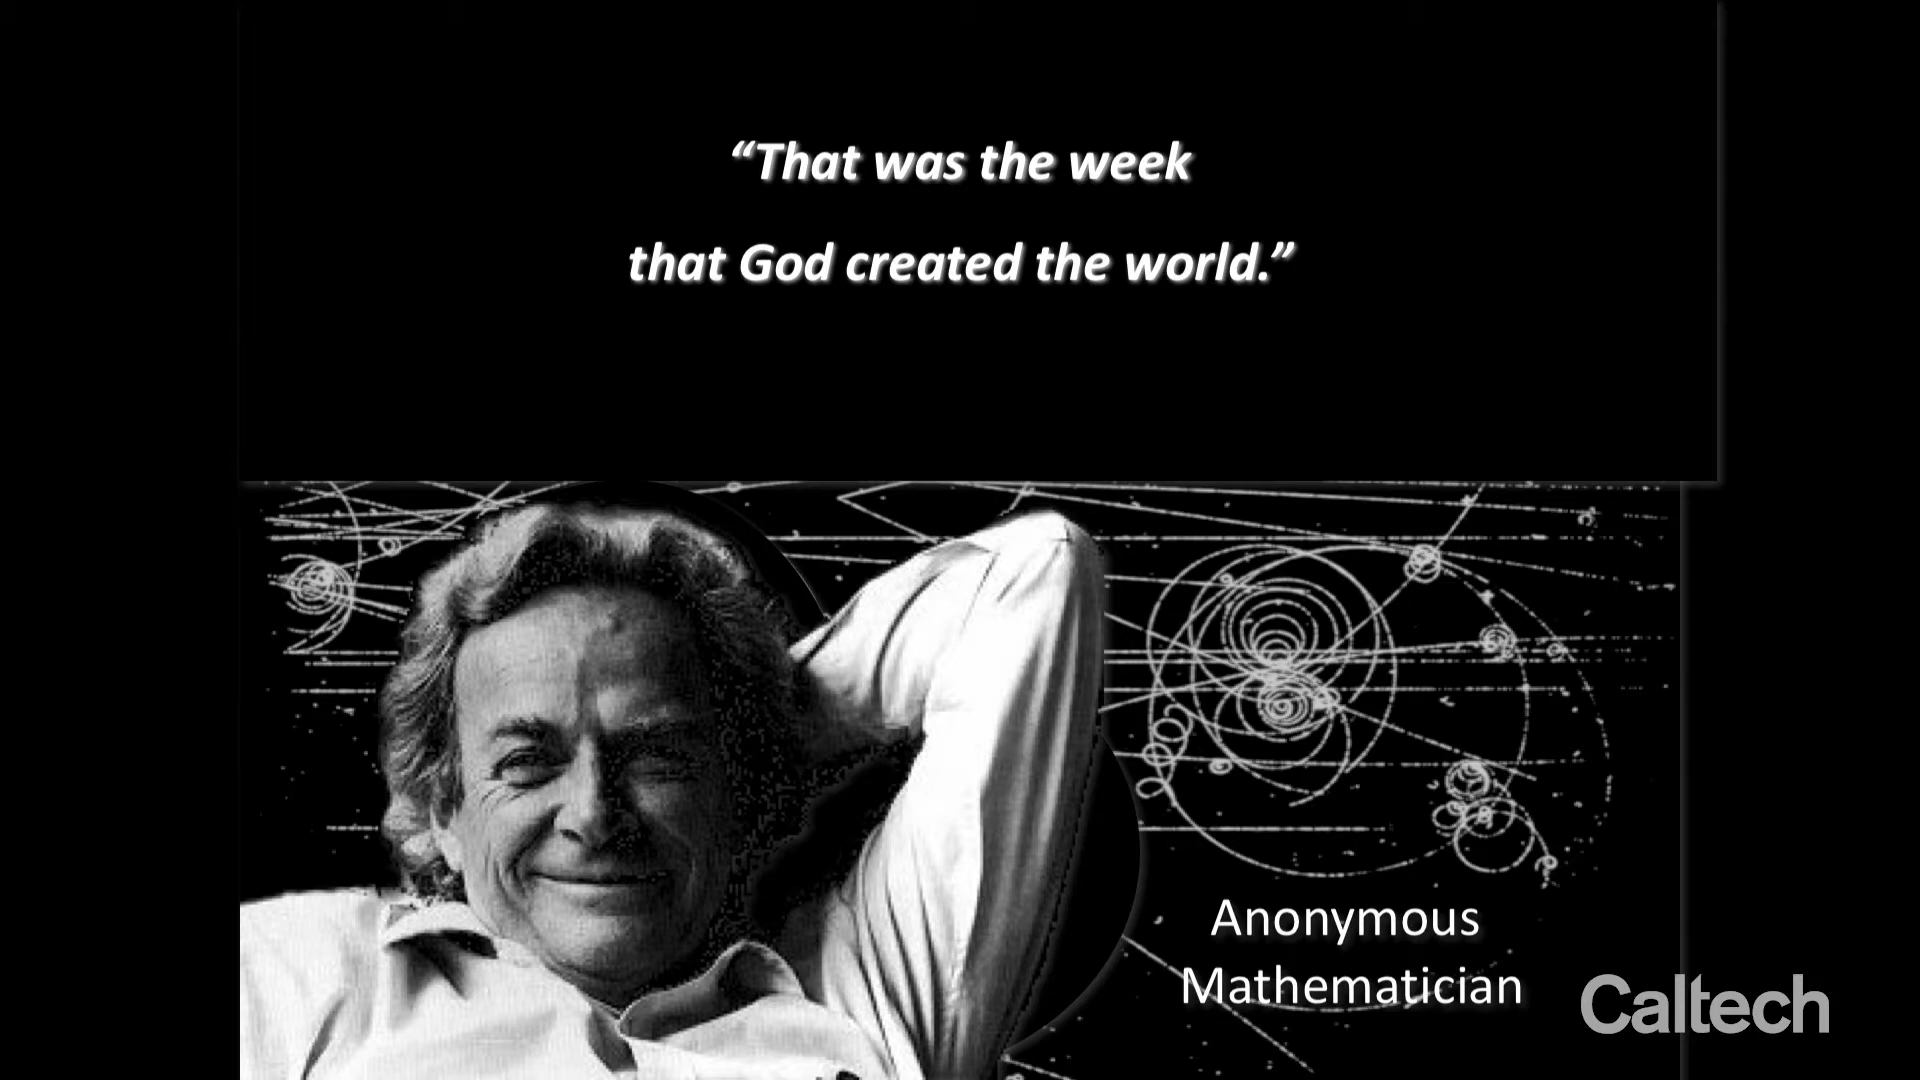 “That was the week
that God created the world.”
Anonymous
Mathematician
Caltech